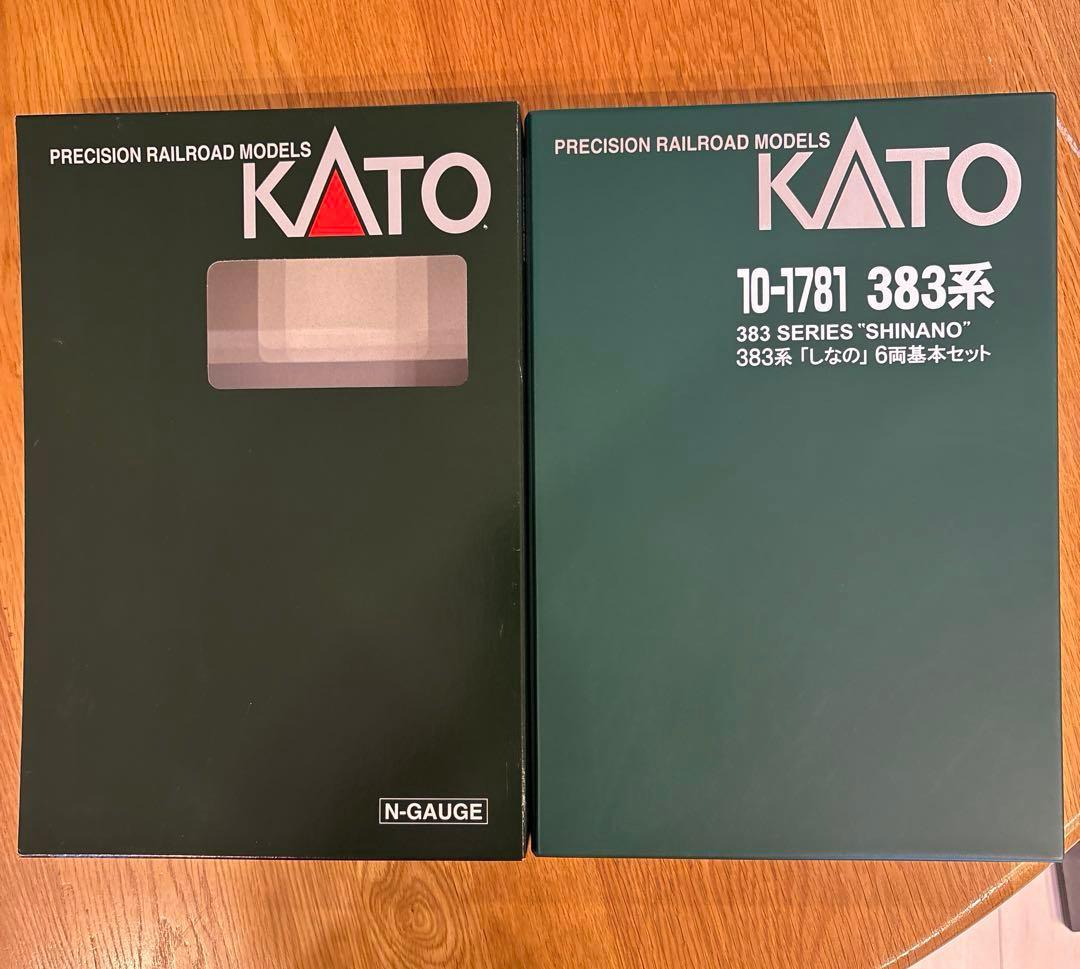 PRECISION RAILROAD MODELS
KATO
N-GAUGE
PRECISION RAILROAD MODELS
KATO
10-1781 383系
383 SERIES "SHINANO"
383系「しなの」6両基本セット